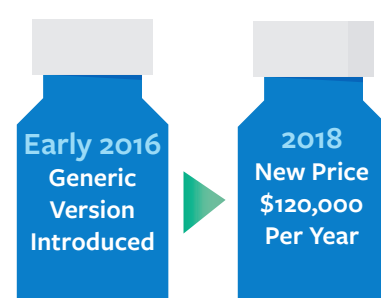 Early 2016
Generic
Version
Introduced
2018
New Price
$120,000
Per Year